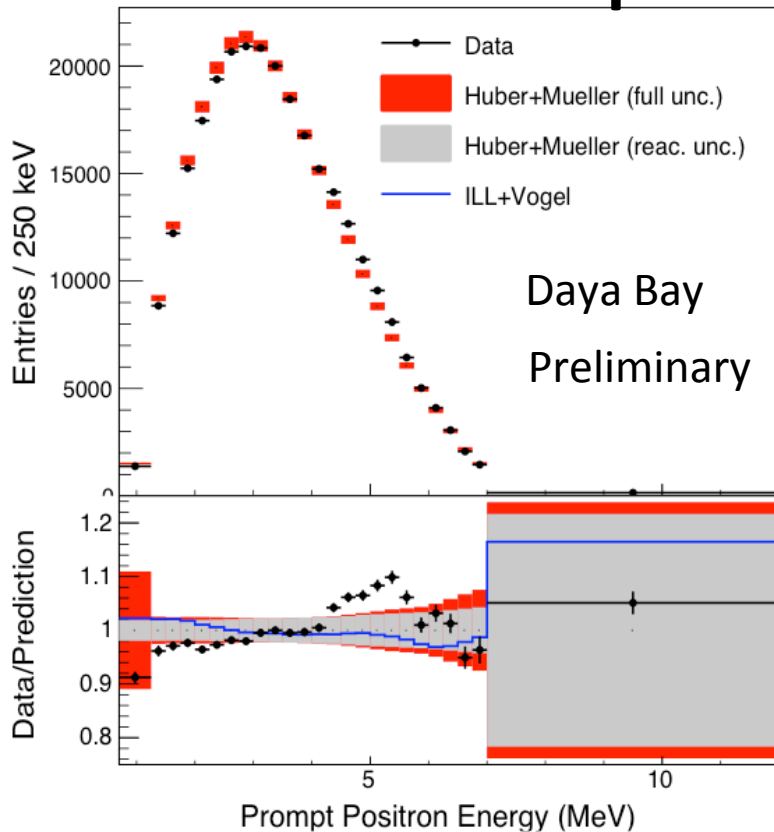 20000
15000
10000
5000
0
Entries / 250 keV
Data
Huber+Mueller (full unc.)
Huber+Mueller (reac. unc.)
ILL+Vogel
Daya Bay
Preliminary
1.2
1.1
1
0.9
0.8
Data/Prediction
5
10
Prompt Positron Energy (MeV)